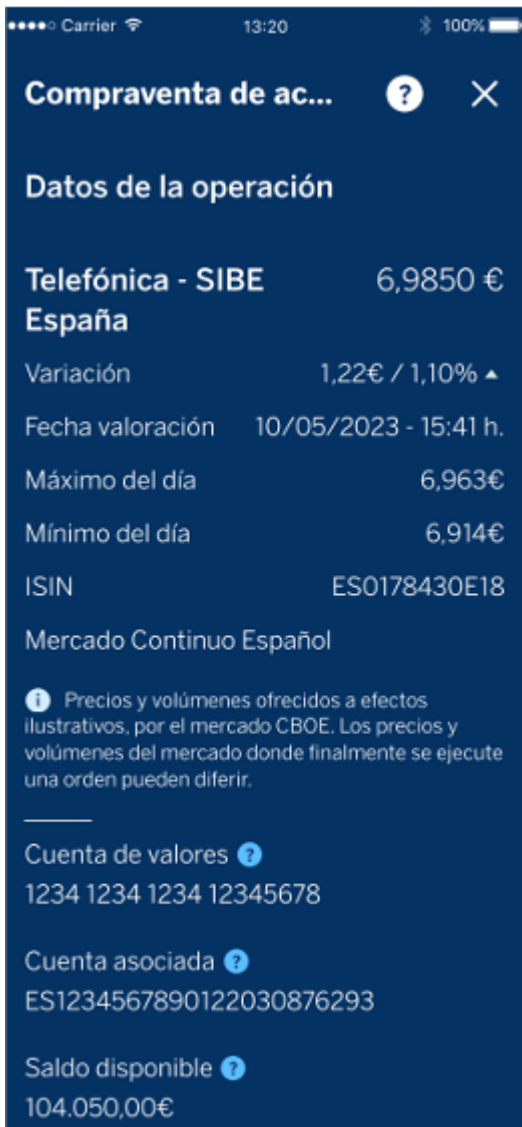 Carrier 13:20 100%
Compraventa de ac... ? ×
Datos de la operación
Telefónica - SIBE 6,9850 €
España
Variación 1,22€ / 1,10% ▲
Fecha valoración 10/05/2023 - 15:41 h.
Máximo del día 6,963€
Mínimo del día 6,914€
ISIN ES0178430E18
Mercado Continuo Español
i Precios y volúmenes ofrecidos a efectos
ilustrativos, por el mercado CBOE. Los precios y
volúmenes del mercado donde finalmente se ejecute
una orden pueden diferir.
Cuenta de valores ?
1234 1234 1234 12345678
Cuenta asociada ?
ES1234567890122030876293
Saldo disponible ?
104.050,00€